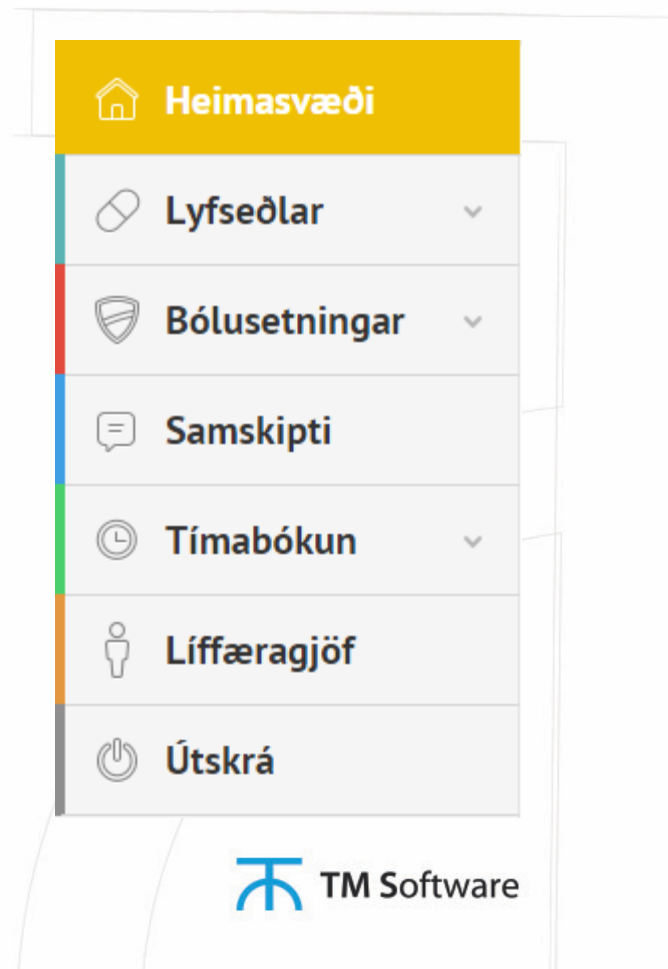 Heimasvæði
Lyfseðlar
Bólusetningar
Samskipti
Tímabókun
Líffæragjöf
Útskrá
TM Software